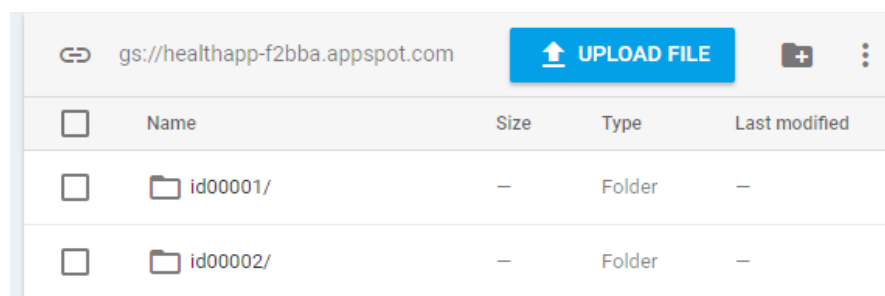 gs://healthapp-f2bba.appspot.com UPLOAD FILE
Name Size Type Last modified
id00001/ — Folder —
id00002/ — Folder —